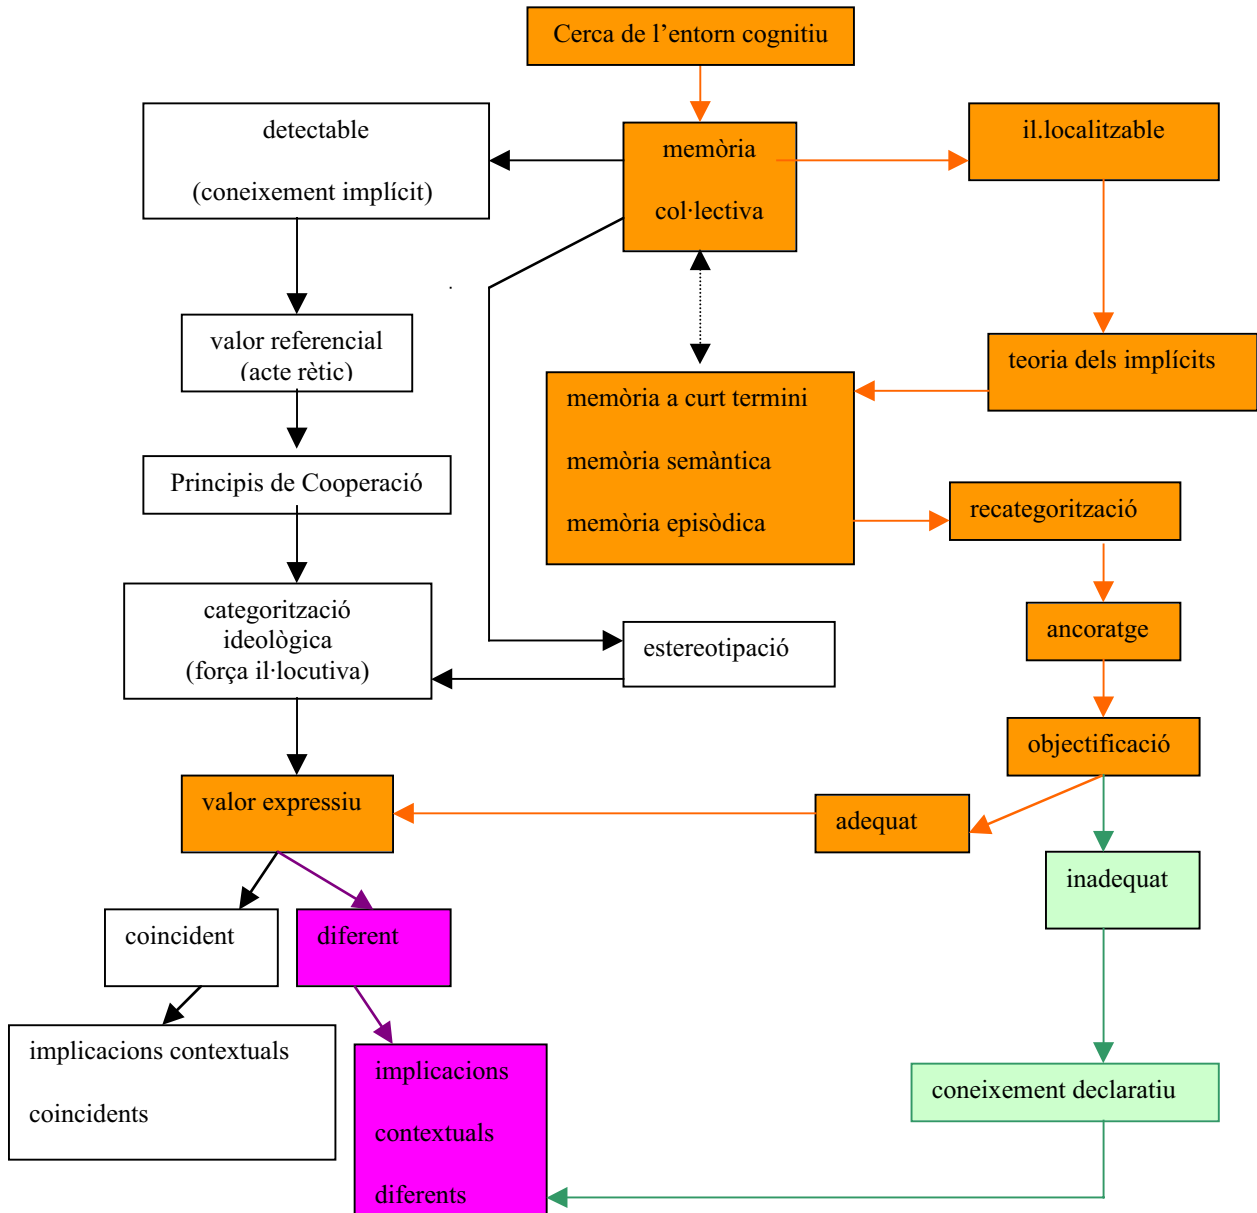 Cerca de l’entorn cognitiu
detectable
(coneixement implícit)
memòria
col·lectiva
il.localitzable
valor referencial
(acte rètic)
teoria dels implícits
memòria a curt termini
memòria semàntica
memòria episòdica
Principis de Cooperació
recategorització
categorització
ideològica
(força il·locutiva)
estereotipació
ancoratge
objectificació
valor expressiu
adequat
inadequat
coincident
diferent
implicacions contextuals
coincidents
implicacions
contextuals
diferents
coneixement declaratiu